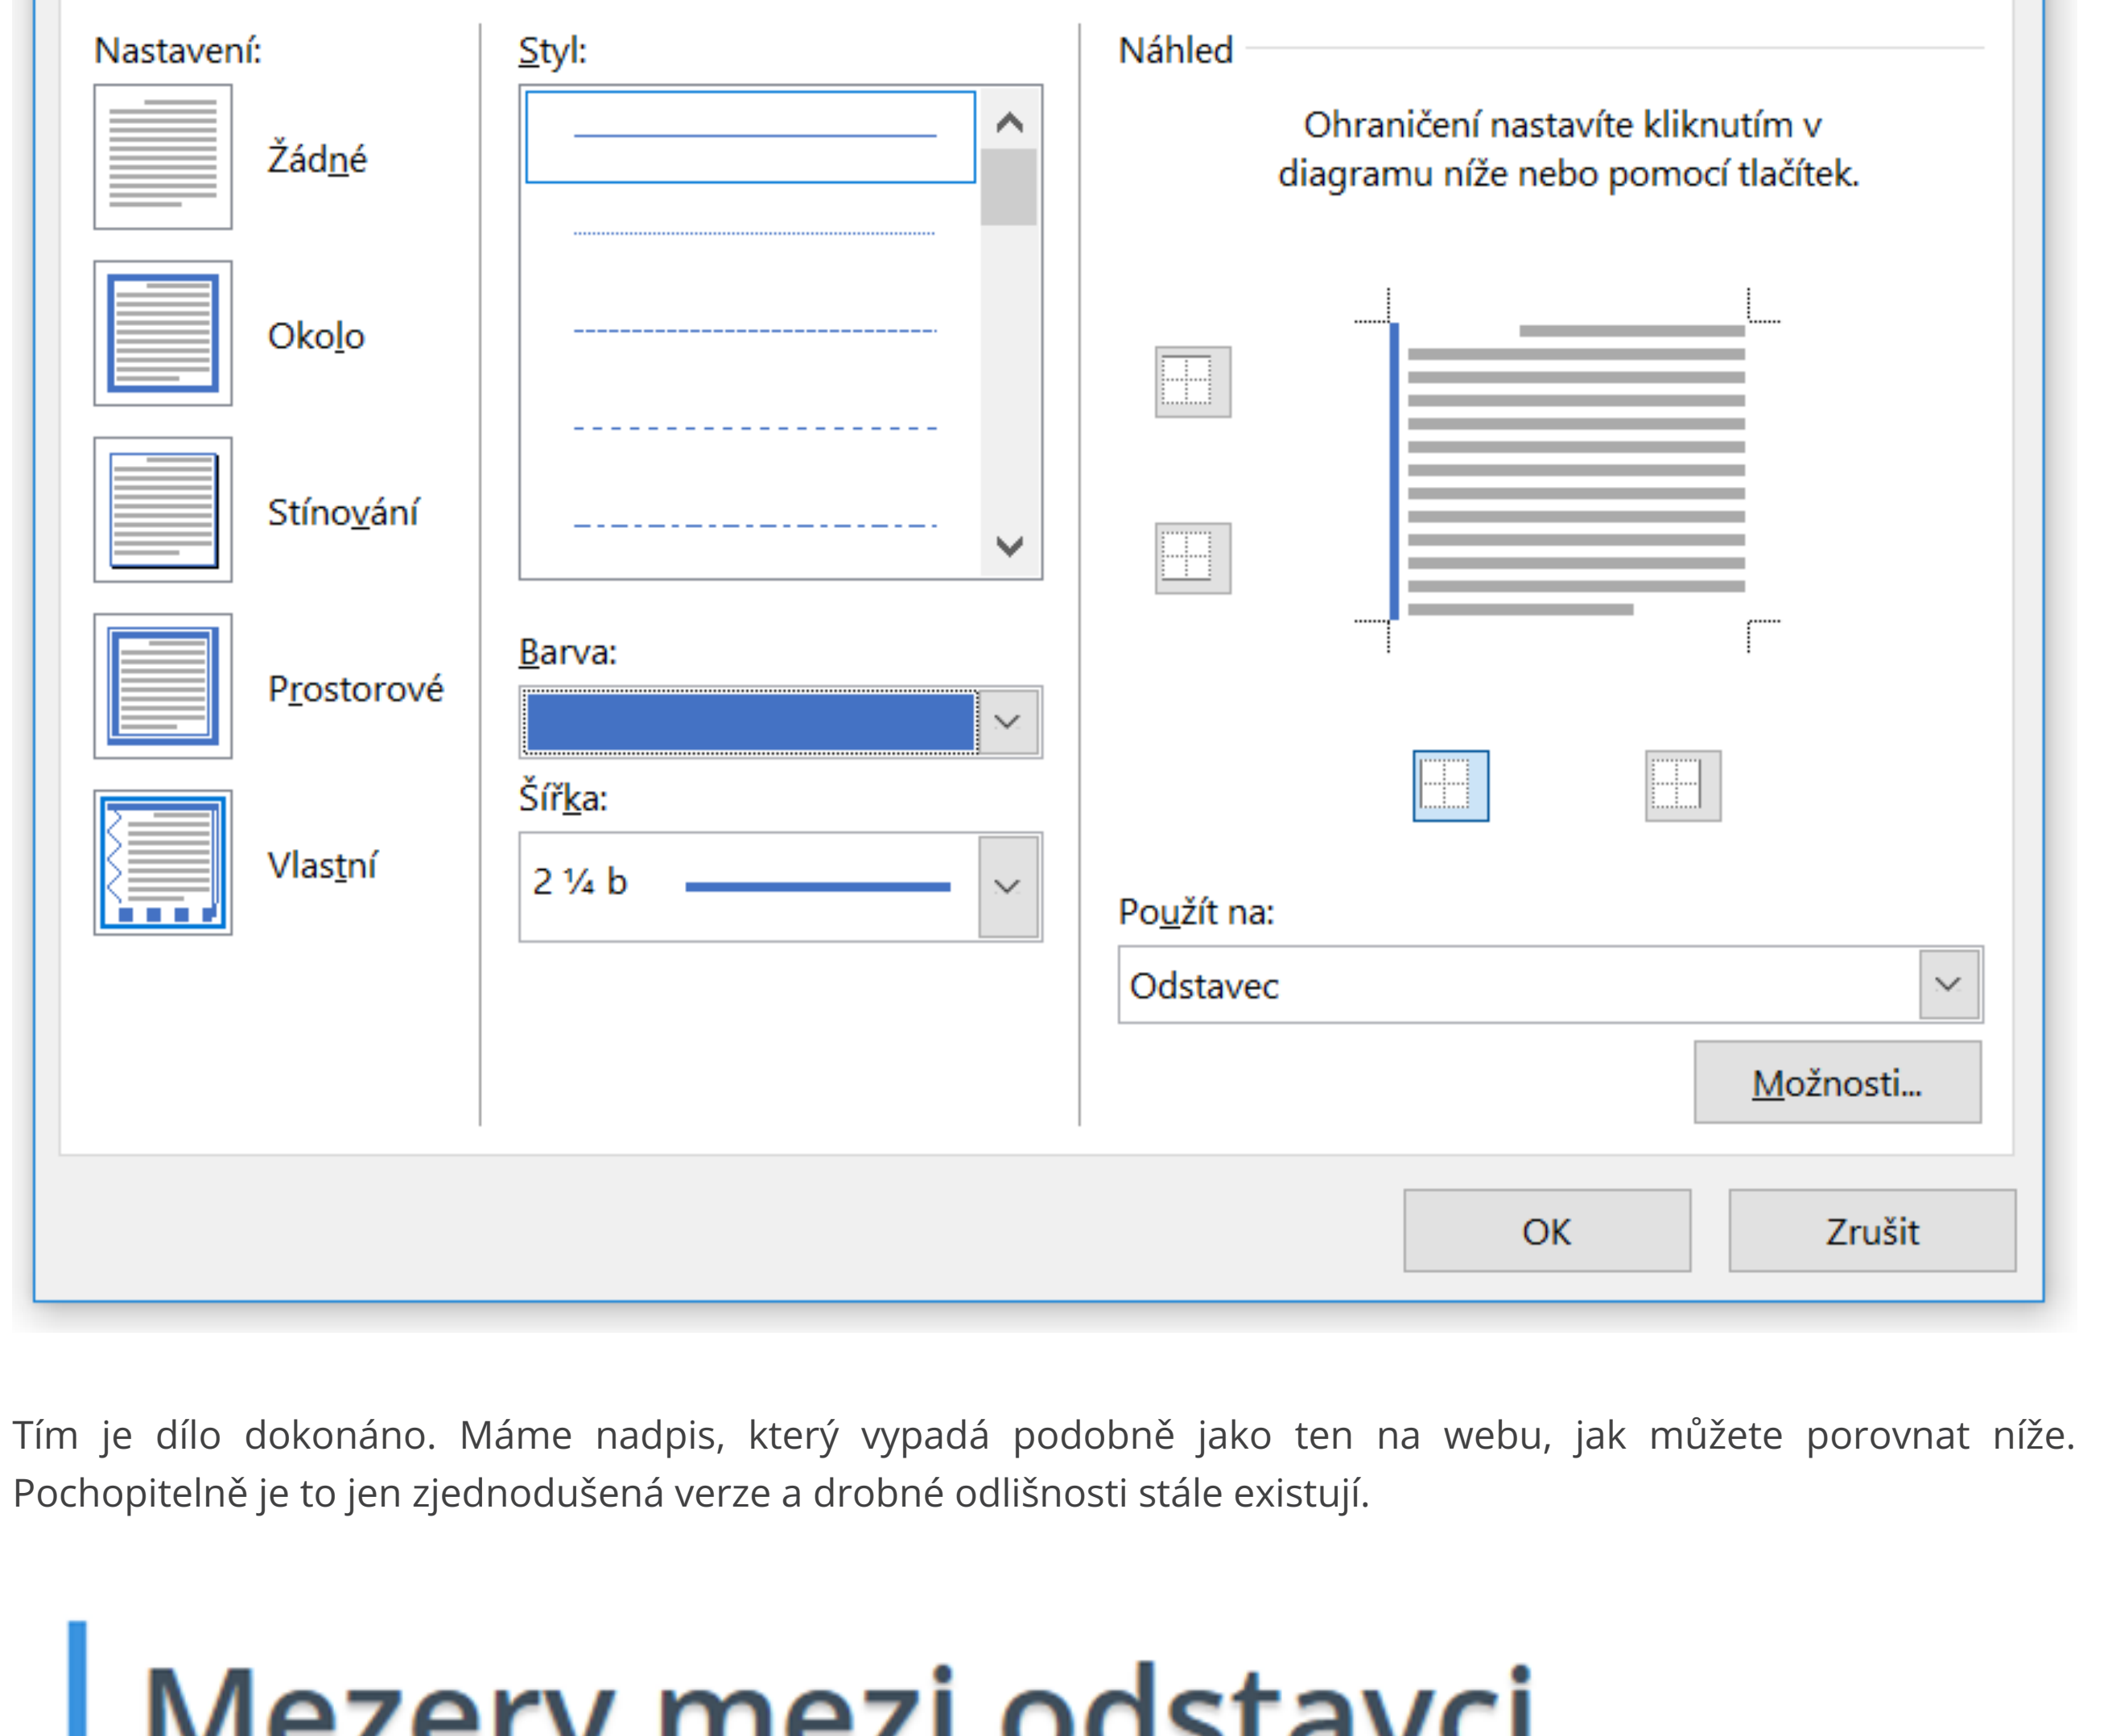 Nastavení:
Žádné
Okolo
Stínování
Prostorové
Vlastní
Styl:
Barva:
Šířka:
2 ¼ b
Náhled
Ohraničení nastavíte kliknutím v
diagramu níže nebo pomocí tlačítek.
Použít na:
Odstavec
Možnosti...
OK
Zrušit
Tím je dílo dokonáno. Máme nadpis, který vypadá podobně jako ten na webu, jak můžete porovnat níže.
Pochopitelně je to jen zjednodušená verze a drobné odlišnosti stále existují.
Mezery mezi odstavci